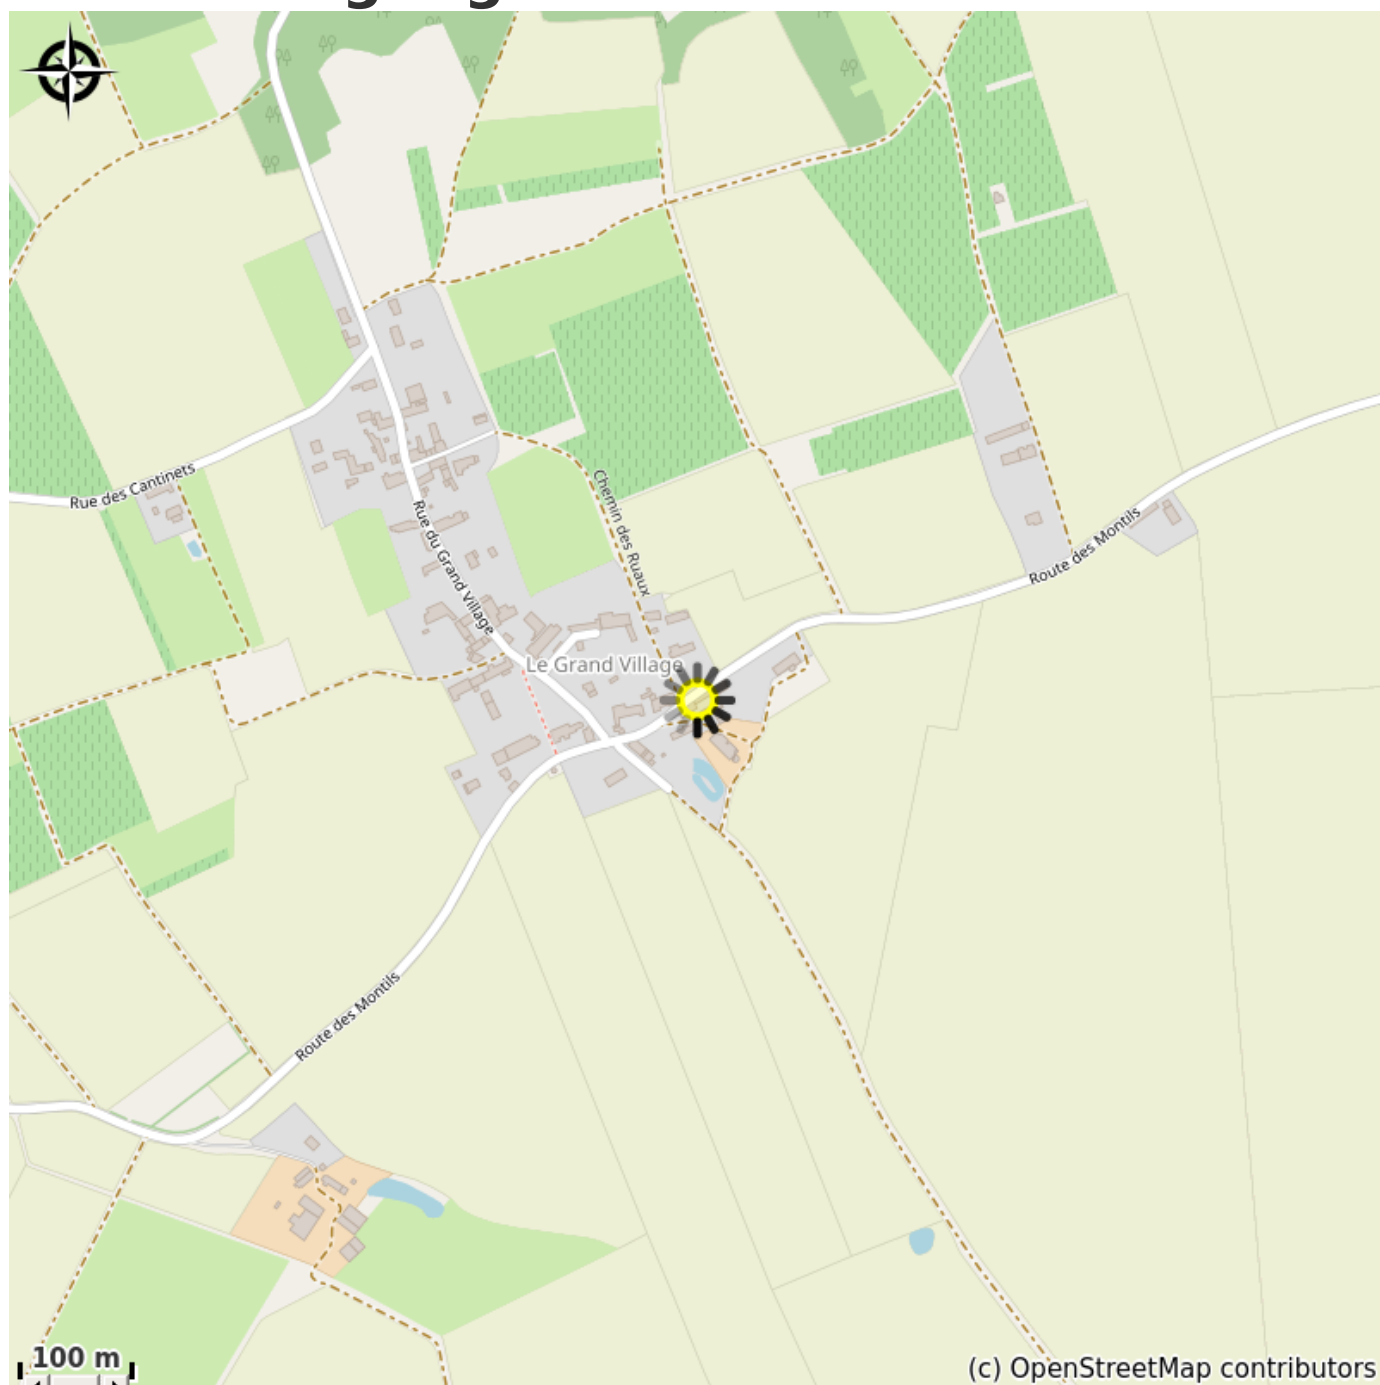 Rue des Cantinets
Chemin des Ruaux
Rue du Grand Village
Route des Montils
Le Grand Village
Route des Montils
100 m
(c) OpenStreetMap contributors